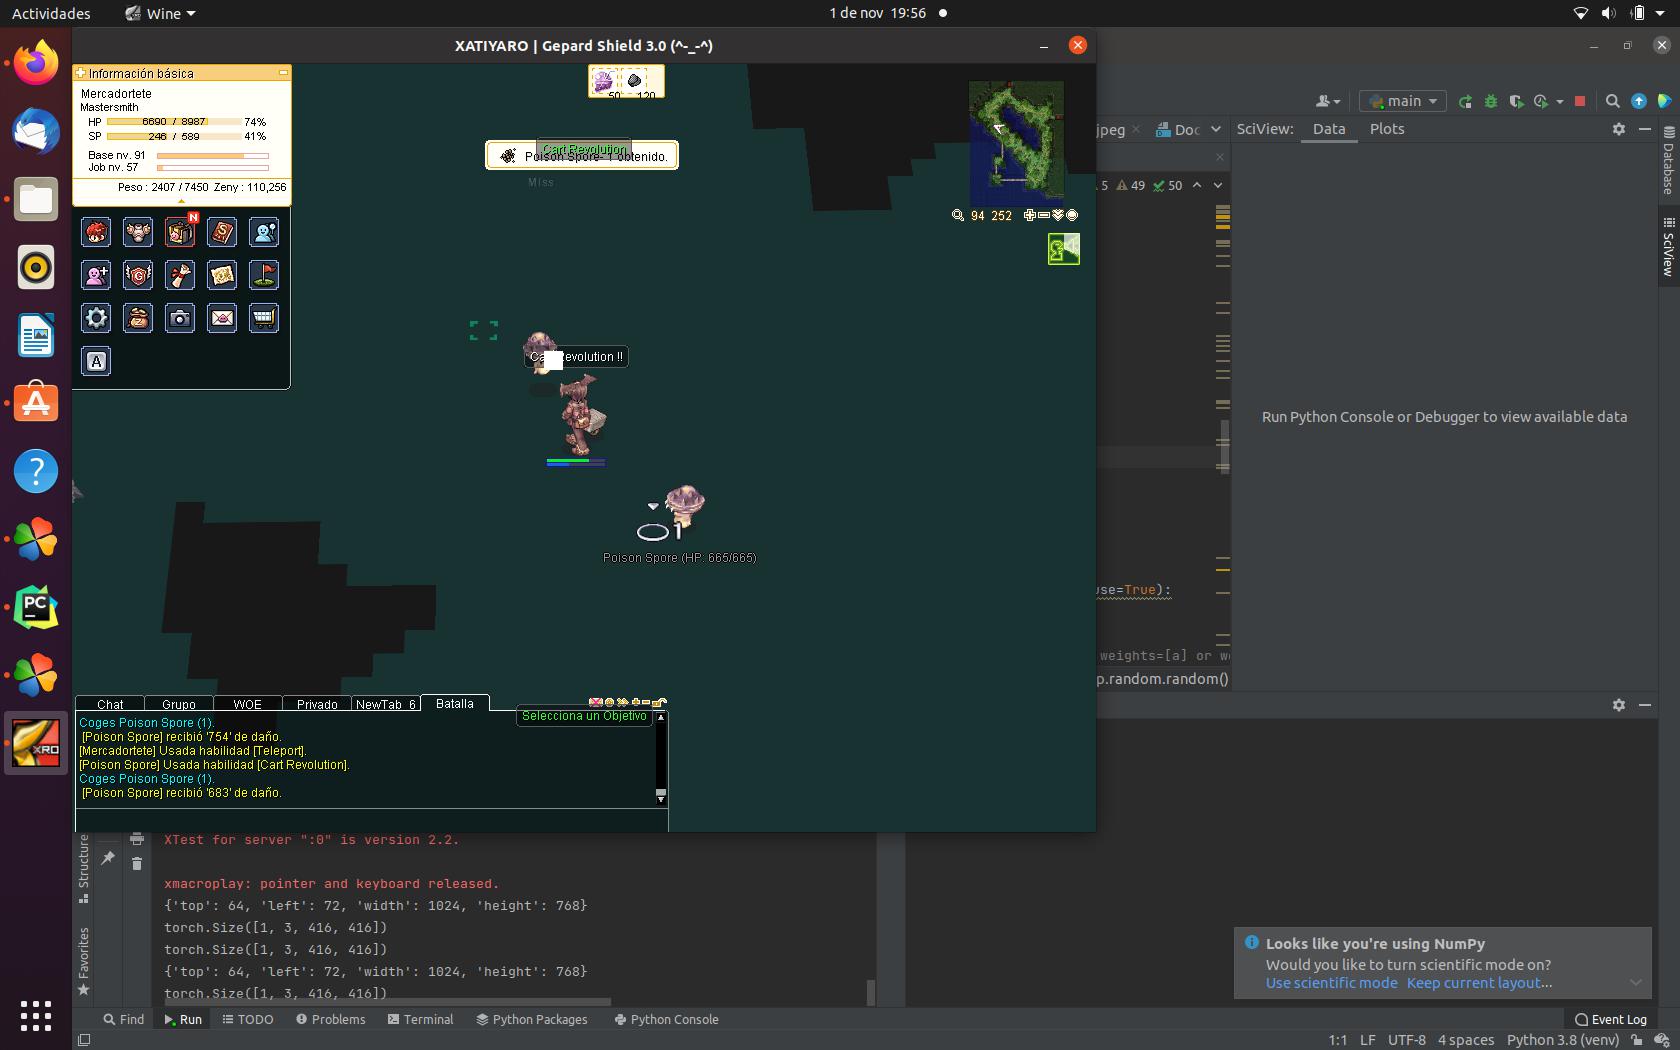 Actividades
Wine
1 de nov 19:56
XATIYARO | Gepard Shield 3.0 (^-_-^)
Información básica
Mercadortete
Mastersmith
HP 6690 / 8987 74%
SP 246 / 589 41%
Base nv. 91
Job nv. 57
Peso : 2407 / 7450 Zeny : 110,256
N
A
50 120
Cart Revolution
Poison Spore- 1 obtenido.
Miss
94 252
Cart Revolution !!
1
Poison Spore (HP: 665/665)
Chat
Grupo
WOE
Privado
NewTab_6
Batalla
Selecciona un Objetivo
Coges Poison Spore (1).
[Poison Spore] recibió '754' de daño.
[Mercadortete] Usada habilidad [Teleport].
[Poison Spore] Usada habilidad [Cart Revolution].
Coges Poison Spore (1).
[Poison Spore] recibió '683' de daño.
main
jpeg
Doc
SciView:
Data
Plots
5 49 50
Database
SciView
Run Python Console or Debugger to view available data
use=True):
weights=[a] or we
p.random.random()
PC
XRO
Structure
Favorites
XTest for server ":0" is version 2.2.
xmacroplay: pointer and keyboard released.
{'top': 64, 'left': 72, 'width': 1024, 'height': 768}
torch.Size([1, 3, 416, 416])
torch.Size([1, 3, 416, 416])
{'top': 64, 'left': 72, 'width': 1024, 'height': 768}
torch.Size([1, 3, 416, 416])
Looks like you're using NumPy
Would you like to turn scientific mode on?
Use scientific mode Keep current layout...
Find
Run
TODO
Problems
Terminal
Python Packages
Python Console
Event Log
1:1 LF UTF-8 4 spaces Python 3.8 (venv)